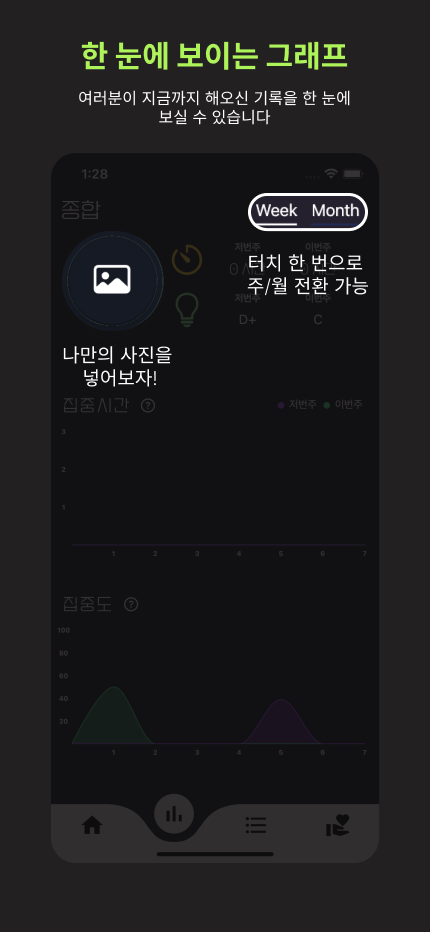 한 눈에 보이는 그래프
여러분이 지금까지 해오신 기록을 한 눈에
보실 수 있습니다
1:28
종합
Week Month
저번주 이번주
터치 한 번으로
주/월 전환 가능
저번주 이번주
D+ C
나만의 사진을
넣어보자!
집중시간 ?
저번주 이번주
3
2
1
1 2 3 4 5 6 7
집중도 ?
100
80
60
40
20
1 2 3 4 5 6 7